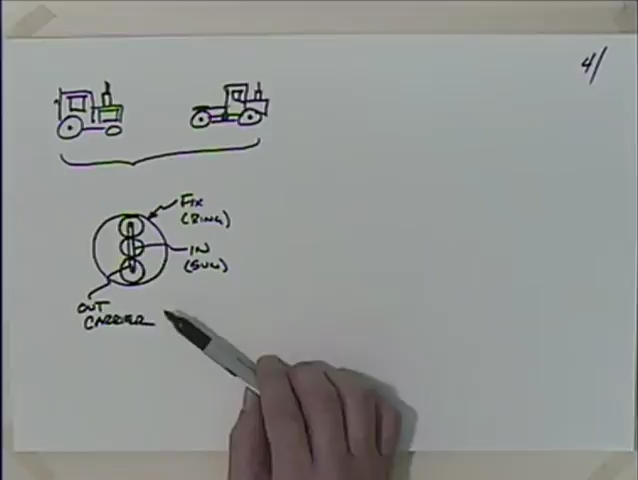 4/
FIX
(RING)
IN
(SUN)
OUT
CARRIER